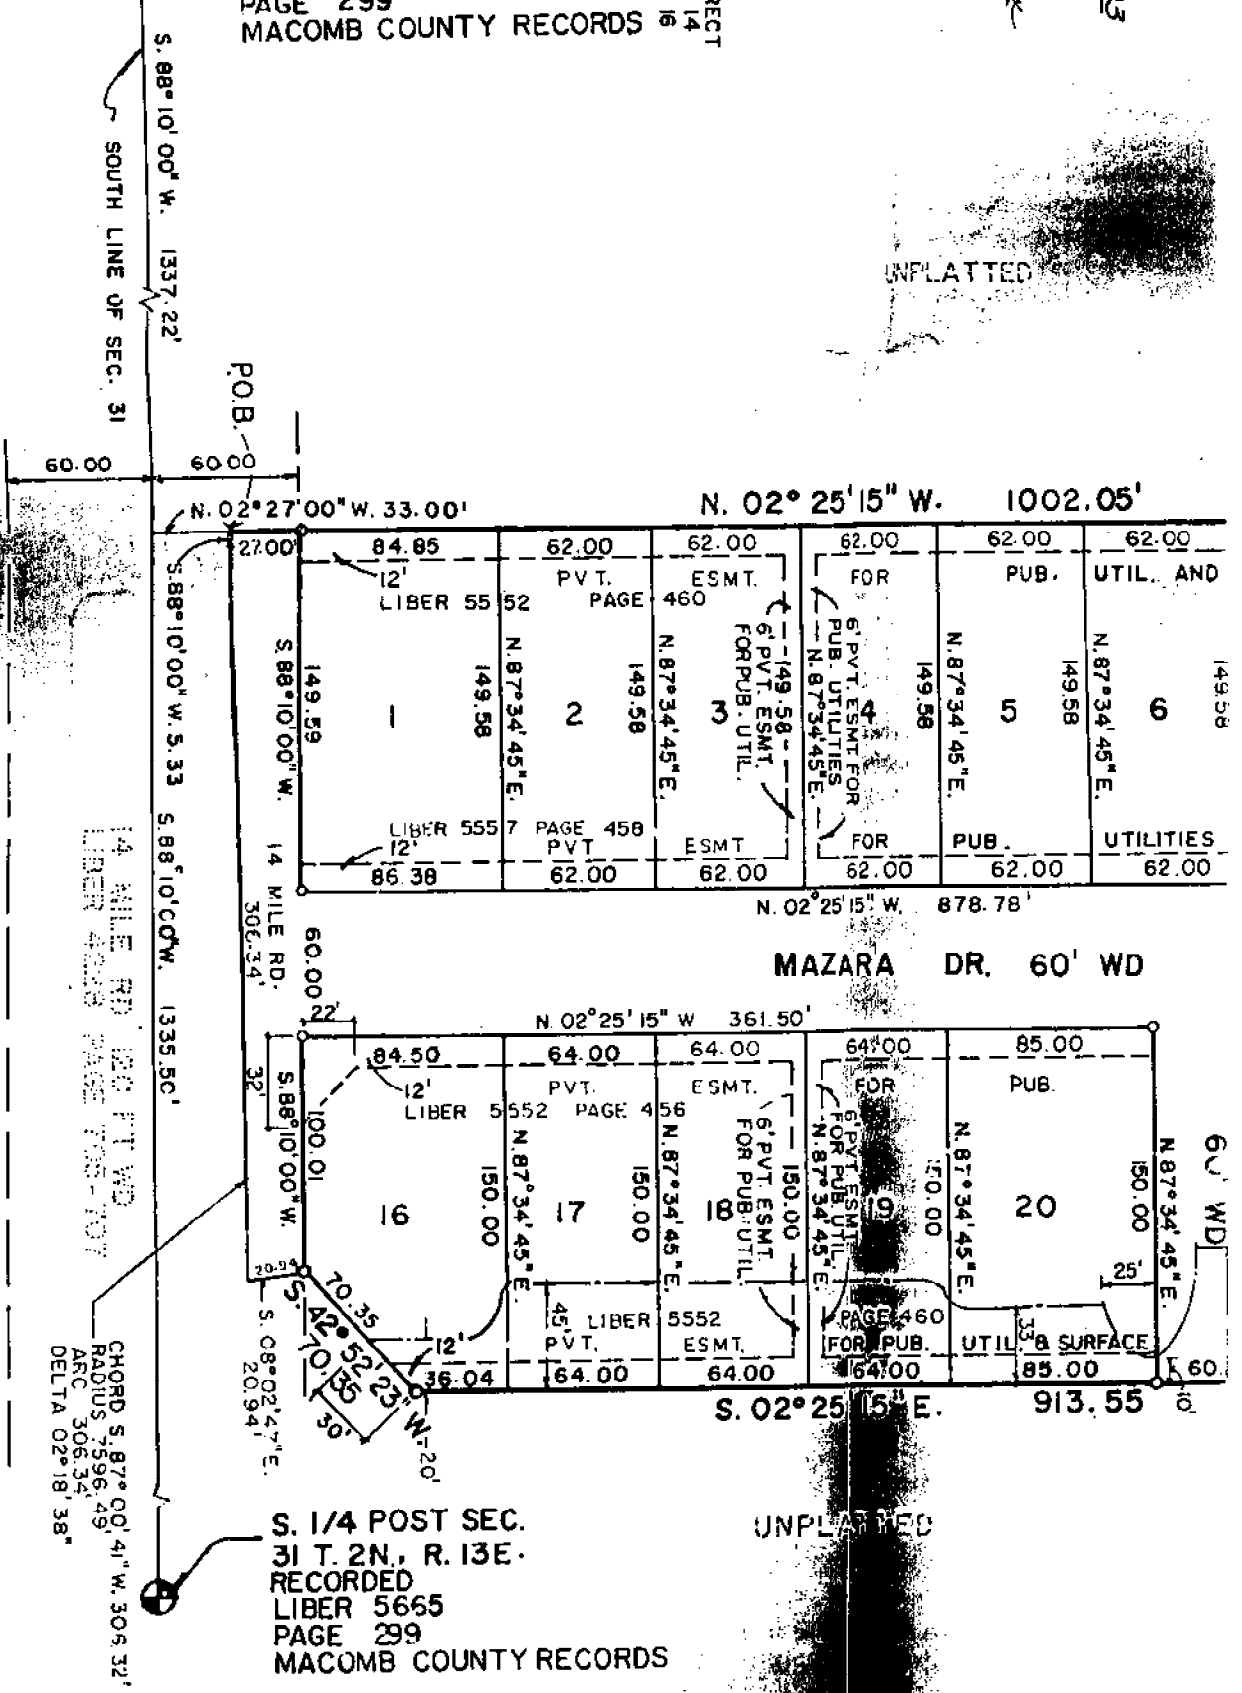 PAGE 299
MACOMB COUNTY RECORDS
RECT
14
16
13
S. 88° 10' 00" W. 1337.22'
SOUTH LINE OF SEC. 31
UNPLATTED
P.O.B.
60.00
60.00
N. 02° 27' 00" W. 33.00'
N. 02° 25' 15" W. 1002.05'
27.00'
84.85
62.00
62.00
62.00
62.00
62.00
12'
PVT.
ESMT.
FOR
PUB.
UTIL. AND
LIBER 5552 PAGE 460
S.88°10'00"W. 5.33
S 88°10'00"W.
149.59
149.58
N.87°34'45"E.
149.58
N.87°34'45"E.
149.58
6' PVT. ESMT.
FOR PUB. UTIL.
6' PVT. ESMT FOR
PUB. UTILITIES
N.87°34'45"E.
149.58
N.87°34'45"E.
149.58
N.87°34'45"E.
149.58
1
2
3
4
5
6
LIBER 5557 PAGE 458
12'
PVT
ESMT
FOR
PUB.
UTILITIES
86.38
62.00
62.00
62.00
62.00
62.00
N. 02°25'15" W. 878.78'
14 MILE RD.
306.34'
60.00
MAZARA DR. 60' WD
S 88°10'00"W. 1335.50'
14 MILE RD 120 FT WD
22'
N. 02°25'15" W 361.50'
84.50
64.00
64.00
64.00
85.00
12'
PVT.
ESMT.
FOR
PUB.
LIBER 5552 PAGE 456
32'
S.88°10'00"W.
100.01
150.00
N.87°34'45"E.
150.00
N.87°34'45"E.
6' PVT. ESMT.
FOR PUB. UTIL.
150.00
6' PVT ESMT
FOR PUB UTIL.
N.87°34'45"E.
150.00
N.87°34'45"E.
150.00
N.87°34'45"E.
60' WD
16
17
18
19
20
25'
20.94
70.35
S. 42° 52' 23" W.
70.35
30'
20'
45'
LIBER 5552
PAGE 460
33'
12'
PVT.
ESMT.
FOR PUB.
UTIL. & SURFACE
36.04
64.00
64.00
64.00
85.00
60.
10'
S. 02° 25' 15" E. 913.55
S. 08°02'47"E.
20.94'
CHORD S.87°00'41"W. 306.32'
RADIUS 7596.49'
ARC 306.34'
DELTA 02°18'38"
S. 1/4 POST SEC.
31 T. 2N., R. 13E.
RECORDED
LIBER 5665
PAGE 299
MACOMB COUNTY RECORDS
UNPLATTED